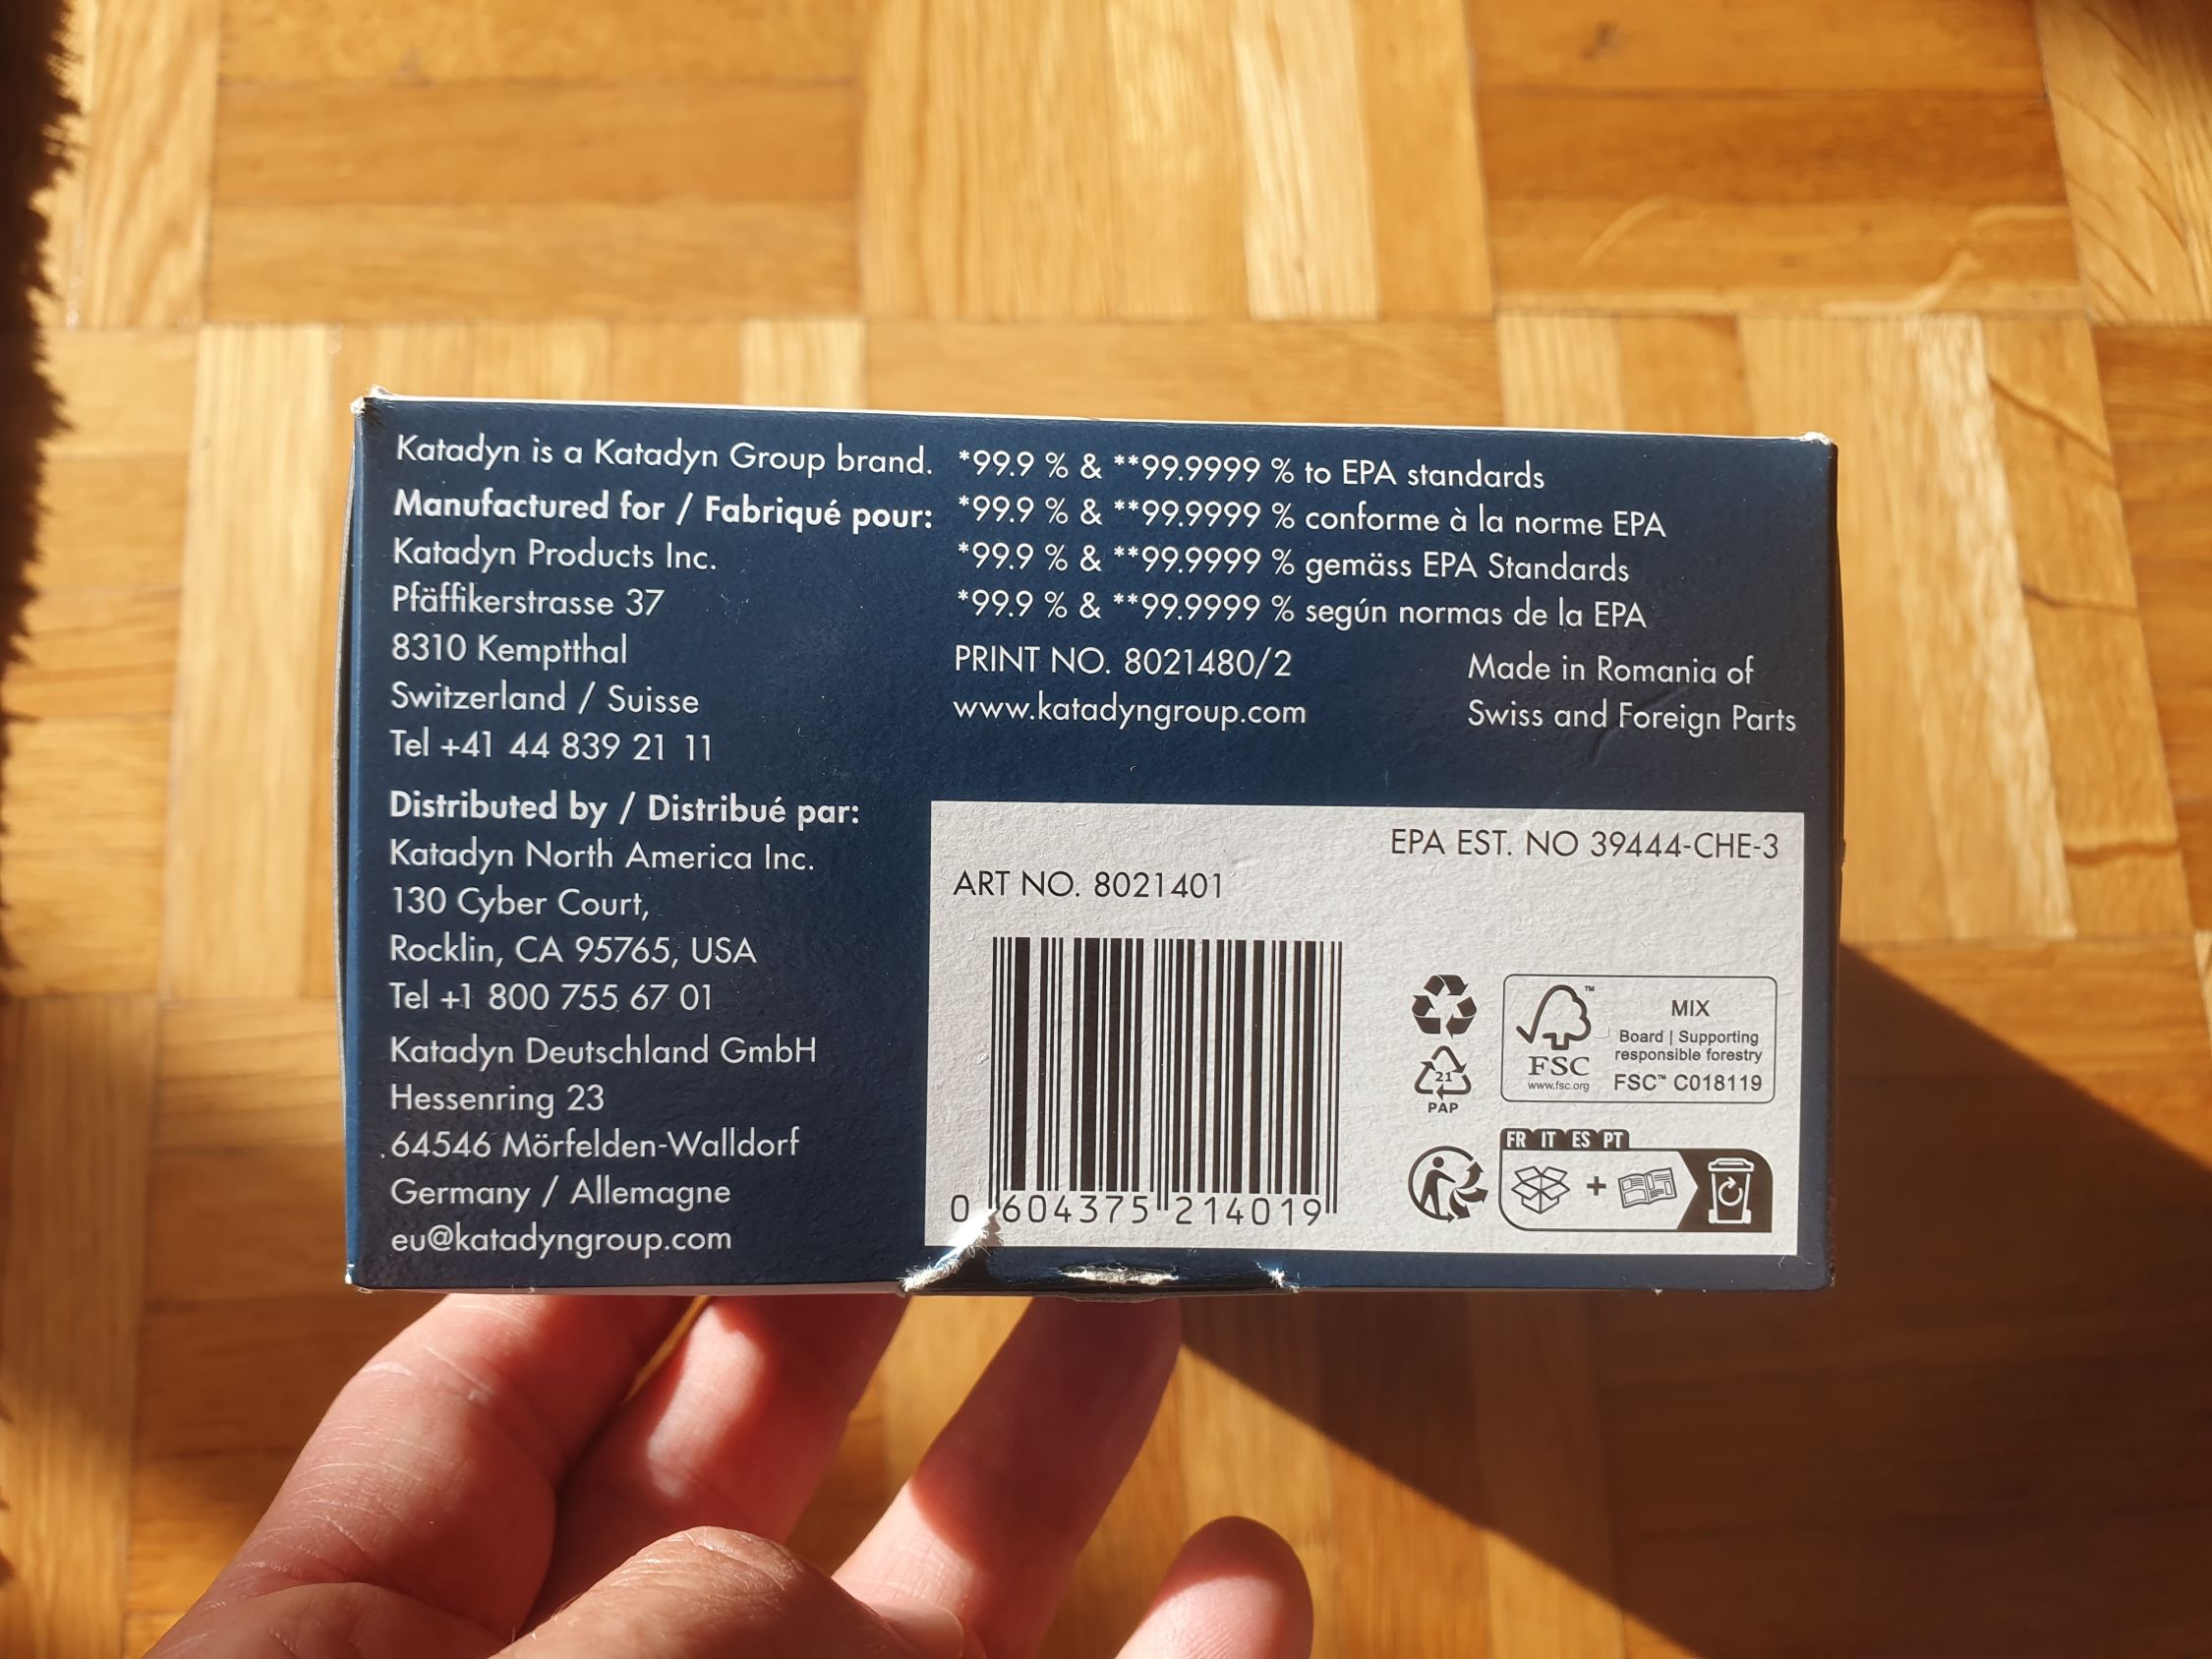 Katadyn is a Katadyn Group brand.
Manufactured for / Fabriqué pour:
Katadyn Products Inc.
Pfäffikerstrasse 37
8310 Kemptthal
Switzerland / Suisse
Tel +41 44 839 21 11
Distributed by / Distribué par:
Katadyn North America Inc.
130 Cyber Court,
Rocklin, CA 95765, USA
Tel +1 800 755 67 01
Katadyn Deutschland GmbH
Hessenring 23
64546 Mörfelden-Walldorf
Germany / Allemagne
eu@katadyngroup.com
*99.9 % & **99.9999 % to EPA standards
*99.9 % & **99.9999 % conforme à la norme EPA
*99.9 % & **99.9999 % gemäss EPA Standards
*99.9 % & **99.9999 % según normas de la EPA
PRINT NO. 8021480/2
www.katadyngroup.com
Made in Romania of
Swiss and Foreign Parts
EPA EST. NO 39444-CHE-3
ART NO. 8021401
0 604375 214019
21
PAP
FSC™
www.fsc.org
MIX
Board | Supporting
responsible forestry
FSC™ C018119
FR IT ES PT